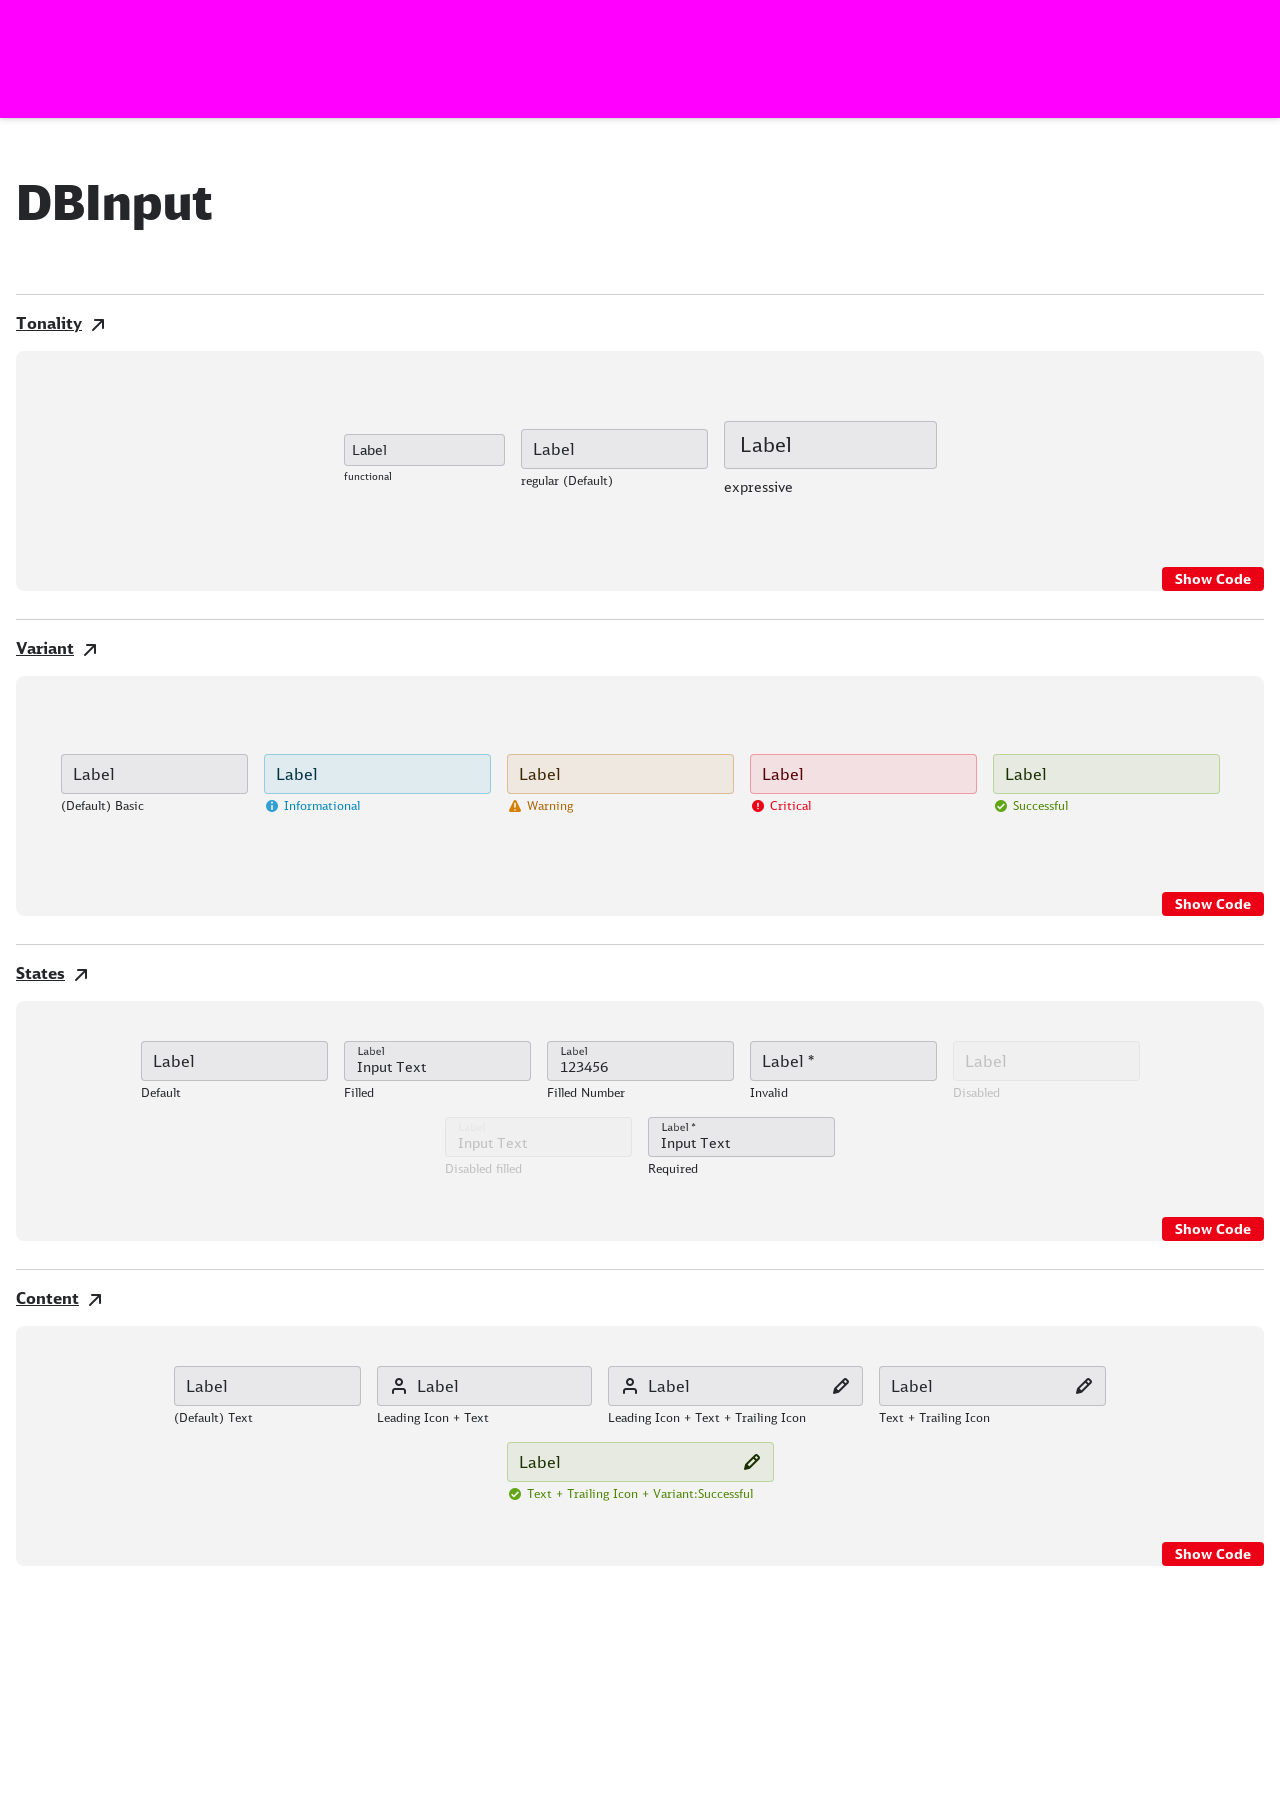 DBInput
Tonality
Label
Label
Label
functional
regular (Default)
expressive
Show Code
Variant
Label
Label
Label
Label
Label
(Default) Basic
Informational
Warning
Critical
Successful
Show Code
States
Label
Label
Input Text
Label
123456
Label *
Label
Default
Filled
Filled Number
Invalid
Disabled
Label
Input Text
Label *
Input Text
Disabled filled
Required
Show Code
Content
Label
Label
Label
Label
(Default) Text
Leading Icon + Text
Leading Icon + Text + Trailing Icon
Text + Trailing Icon
Label
Text + Trailing Icon + Variant:Successful
Show Code